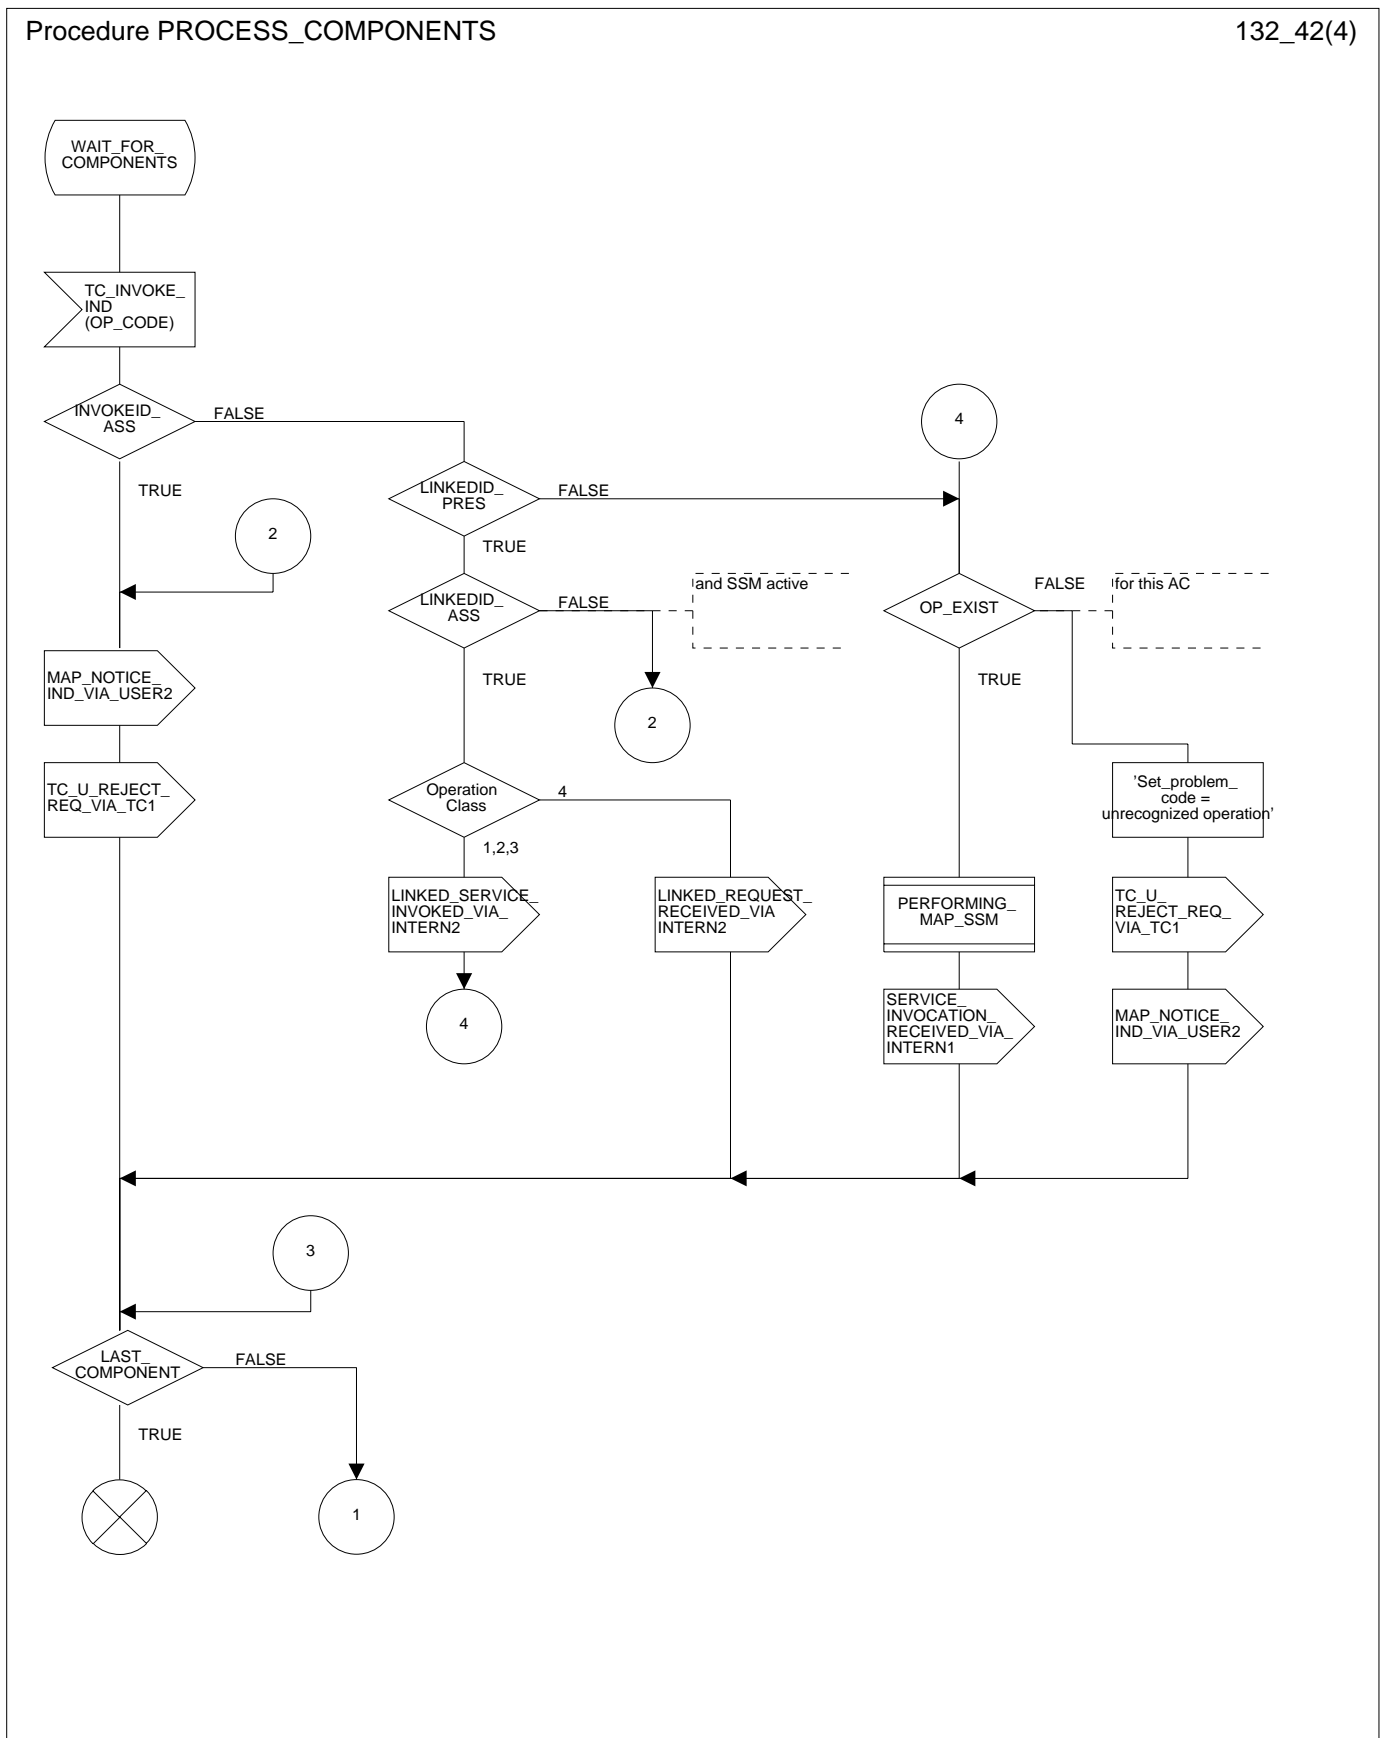 Procedure PROCESS_COMPONENTS
132_42(4)
WAIT_FOR_
COMPONENTS
TC_INVOKE_
IND
(OP_CODE)
INVOKEID_
ASS
FALSE
TRUE
4
LINKEDID_
PRES
FALSE
TRUE
2
LINKEDID_
ASS
FALSE
TRUE
and SSM active
OP_EXIST
FALSE
TRUE
for this AC
MAP_NOTICE_
IND_VIA_USER2
2
TC_U_REJECT_
REQ_VIA_TC1
Operation
Class
4
1,2,3
'Set_problem_
code =
unrecognized operation'
LINKED_SERVICE_
INVOKED_VIA_
INTERN2
LINKED_REQUEST_
RECEIVED_VIA
INTERN2
PERFORMING_
MAP_SSM
TC_U_
REJECT_REQ_
VIA_TC1
4
SERVICE_
INVOCATION_
RECEIVED_VIA_
INTERN1
MAP_NOTICE_
IND_VIA_USER2
3
LAST_
COMPONENT
FALSE
TRUE
1